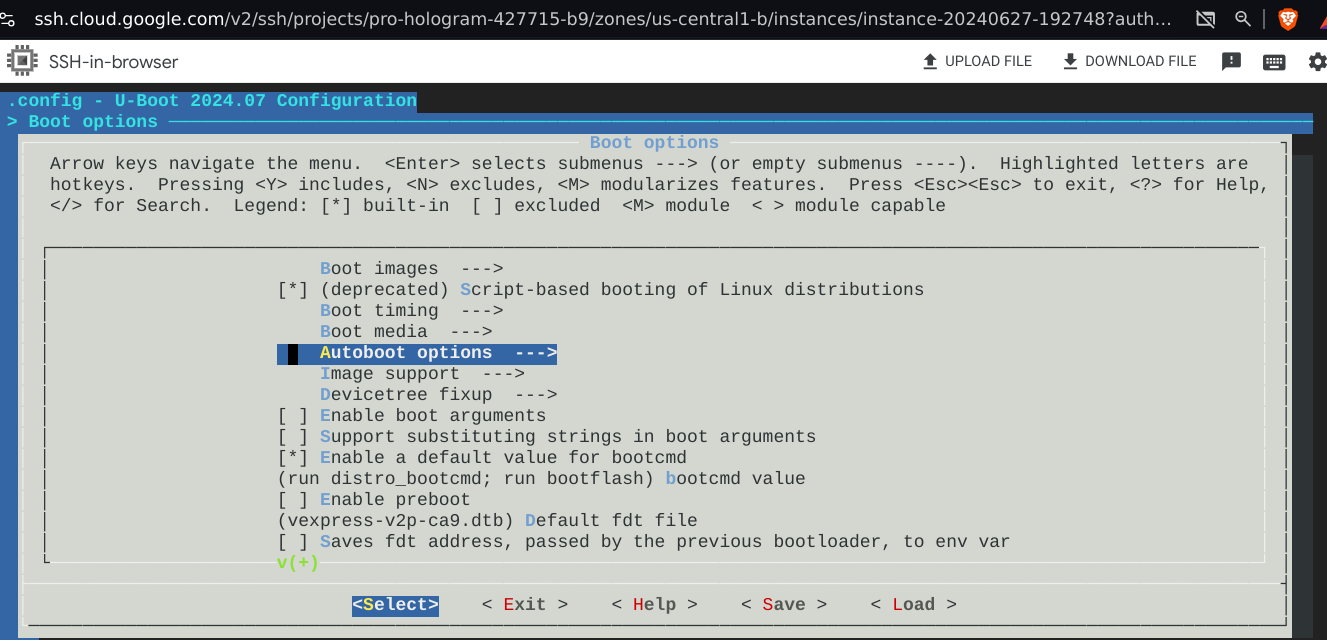 ssh.cloud.google.com/v2/ssh/projects/pro-hologram-427715-b9/zones/us-central1-b/instances/instance-20240627-192748?auth...
SSH-in-browser UPLOAD FILE DOWNLOAD FILE
.config - U-Boot 2024.07 Configuration
> Boot options
Boot options
Arrow keys navigate the menu. <Enter> selects submenus ---> (or empty submenus ----). Highlighted letters are
hotkeys. Pressing <Y> includes, <N> excludes, <M> modularizes features. Press <Esc><Esc> to exit, <?> for Help,
</> for Search. Legend: [*] built-in [ ] excluded <M> module < > module capable
Boot images --->
[*] (deprecated) Script-based booting of Linux distributions
Boot timing --->
Boot media --->
Autoboot options --->
Image support --->
Devicetree fixup --->
[ ] Enable boot arguments
[ ] Support substituting strings in boot arguments
[*] Enable a default value for bootcmd
(run distro_bootcmd; run bootflash) bootcmd value
[ ] Enable preboot
(vexpress-v2p-ca9.dtb) Default fdt file
[ ] Saves fdt address, passed by the previous bootloader, to env var
v(+)
<Select> < Exit > < Help > < Save > < Load >